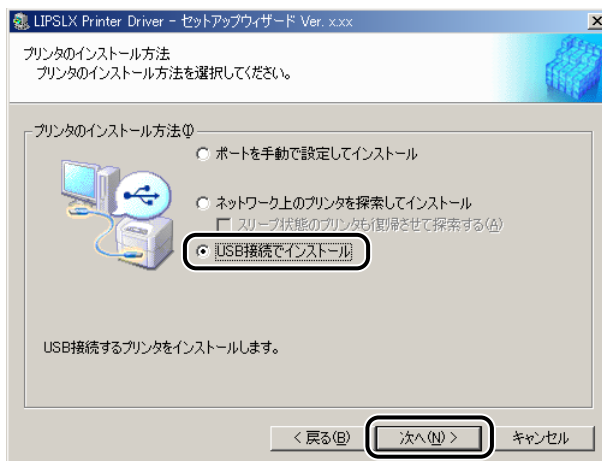 LIPSLX Printer Driver - セットアップウィザード Ver. x.xx
プリンタのインストール方法
プリンタのインストール方法を選択してください。
プリンタのインストール方法(I)
ポートを手動で設定してインストール
ネットワーク上のプリンタを探索してインストール
スリープ状態のプリンタも復帰させて探索する(A)
USB接続でインストール
USB接続するプリンタをインストールします。
< 戻る(B) 次へ(N) > キャンセル